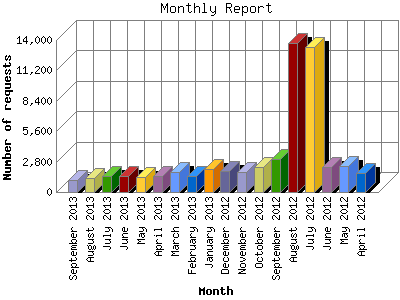 Monthly Report
14,000
11,200
8,400
5,600
2,800
0
Number of requests
September 2013
August 2013
July 2013
June 2013
May 2013
April 2013
March 2013
February 2013
January 2013
December 2012
November 2012
October 2012
September 2012
August 2012
July 2012
June 2012
May 2012
April 2012
Month